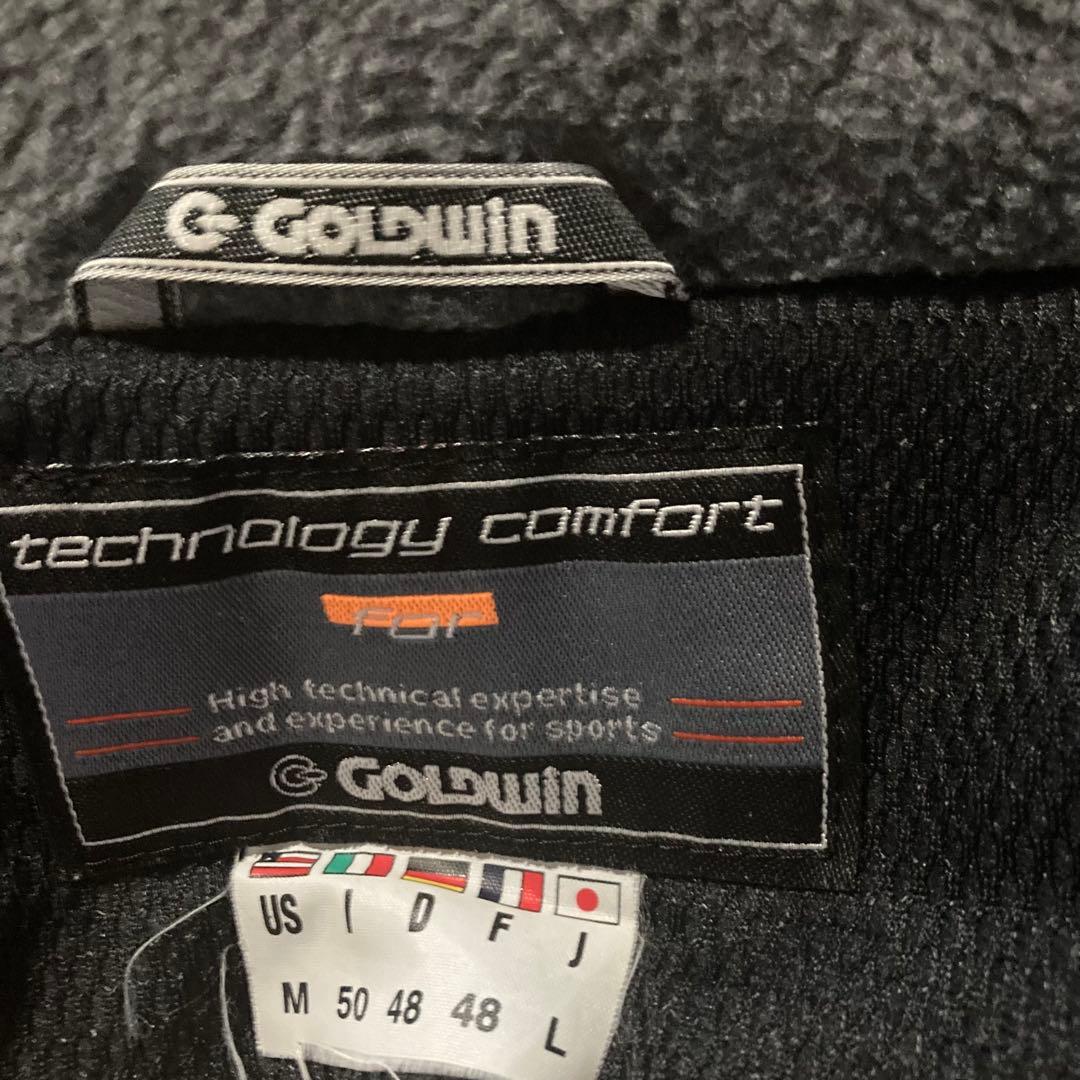 GOLDWIN
technology comfort
for
High technical expertise
and experience for sports
GOLDWIN
US I D F J
M 50 48 48 L